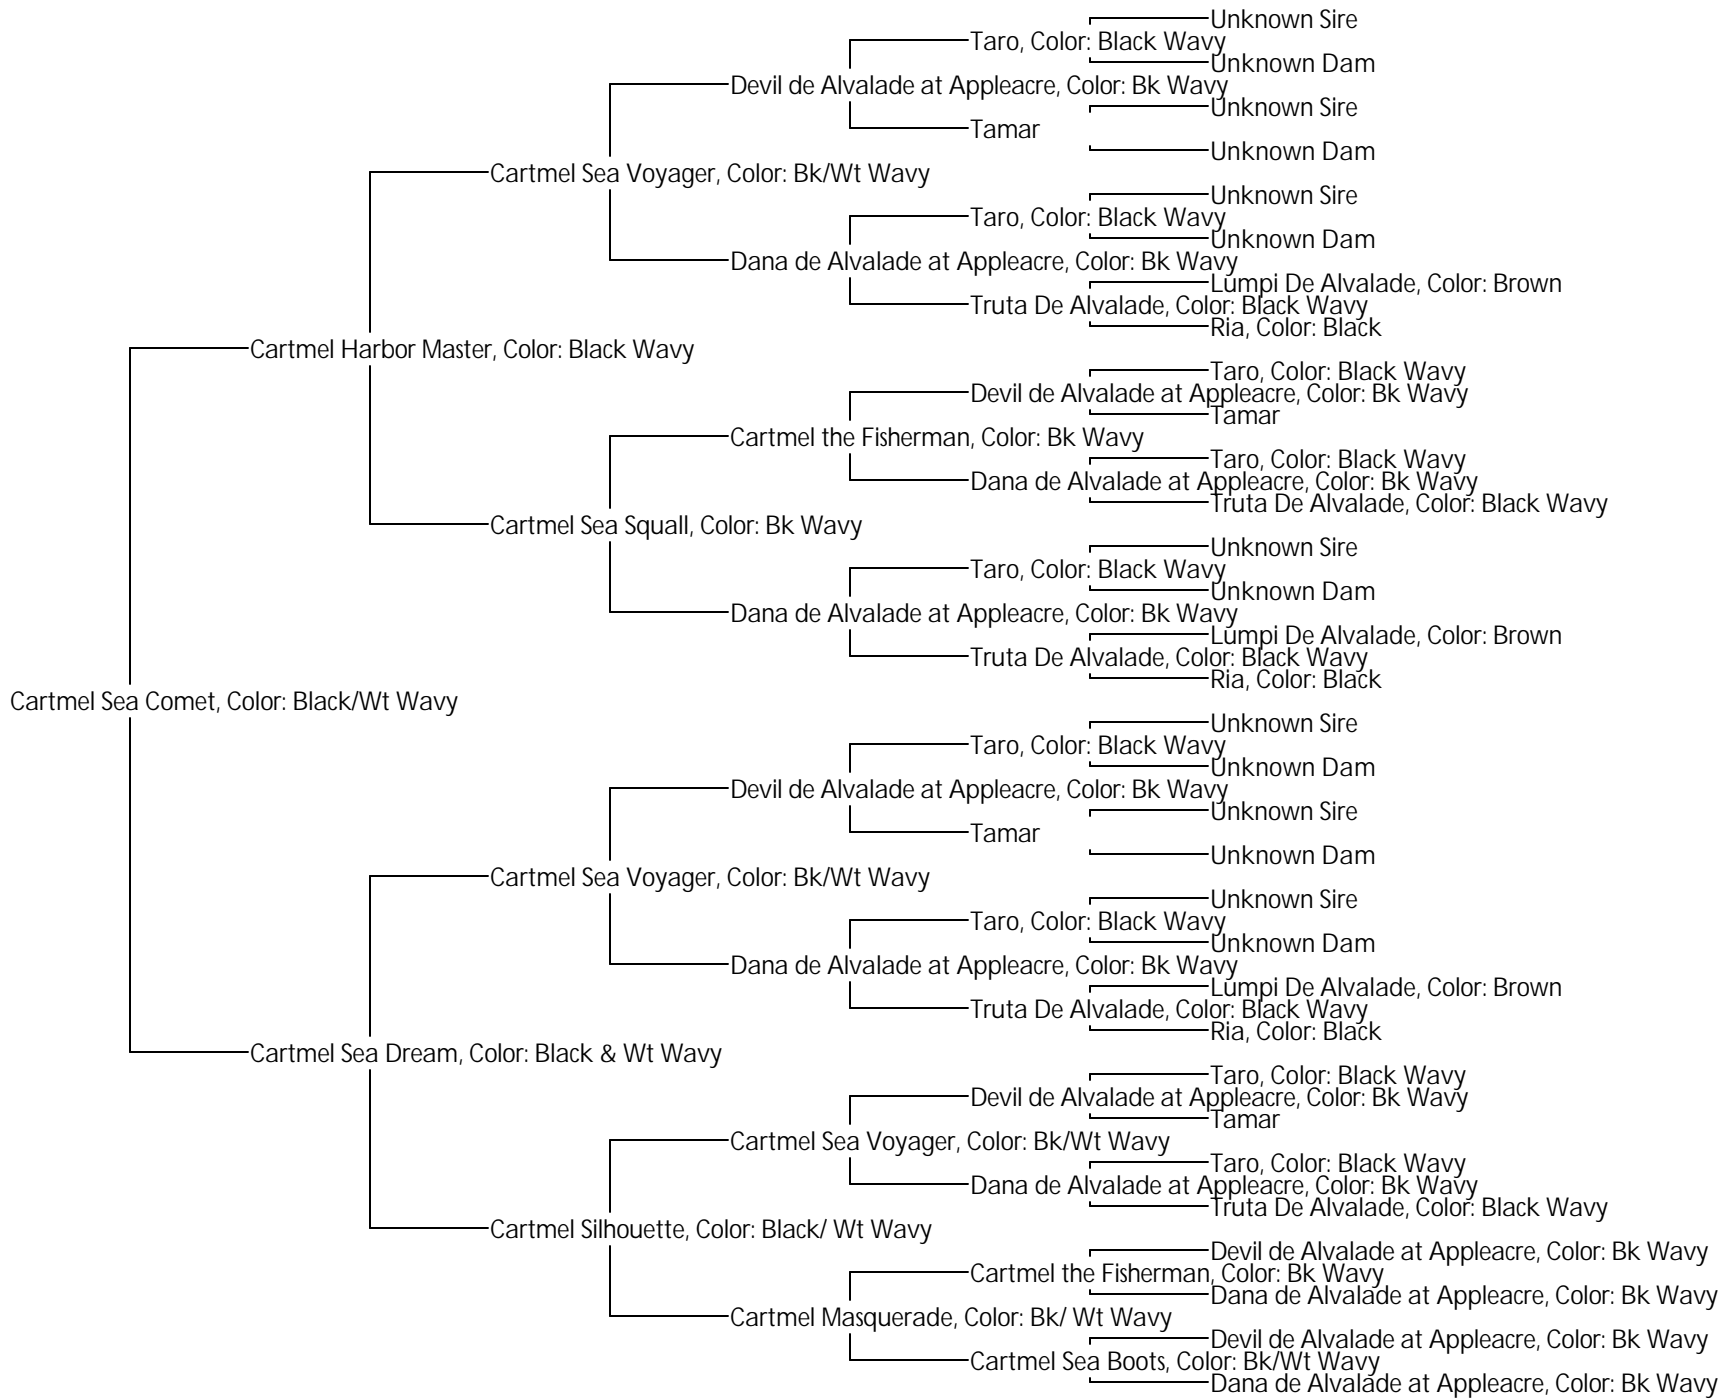 Unknown Sire
Taro, Color: Black Wavy
Unknown Dam
Devil de Alvalade at Appleacre, Color: Bk Wavy
Unknown Sire
Tamar
Unknown Dam
Cartmel Sea Voyager, Color: Bk/Wt Wavy
Unknown Sire
Taro, Color: Black Wavy
Unknown Dam
Dana de Alvalade at Appleacre, Color: Bk Wavy
Lumpi De Alvalade, Color: Brown
Truta De Alvalade, Color: Black Wavy
Ria, Color: Black
Cartmel Harbor Master, Color: Black Wavy
Taro, Color: Black Wavy
Devil de Alvalade at Appleacre, Color: Bk Wavy
Tamar
Cartmel the Fisherman, Color: Bk Wavy
Taro, Color: Black Wavy
Dana de Alvalade at Appleacre, Color: Bk Wavy
Truta De Alvalade, Color: Black Wavy
Cartmel Sea Squall, Color: Bk Wavy
Unknown Sire
Taro, Color: Black Wavy
Unknown Dam
Dana de Alvalade at Appleacre, Color: Bk Wavy
Lumpi De Alvalade, Color: Brown
Truta De Alvalade, Color: Black Wavy
Ria, Color: Black
Cartmel Sea Comet, Color: Black/Wt Wavy
Unknown Sire
Taro, Color: Black Wavy
Unknown Dam
Devil de Alvalade at Appleacre, Color: Bk Wavy
Unknown Sire
Tamar
Unknown Dam
Cartmel Sea Voyager, Color: Bk/Wt Wavy
Unknown Sire
Taro, Color: Black Wavy
Unknown Dam
Dana de Alvalade at Appleacre, Color: Bk Wavy
Lumpi De Alvalade, Color: Brown
Truta De Alvalade, Color: Black Wavy
Ria, Color: Black
Cartmel Sea Dream, Color: Black & Wt Wavy
Taro, Color: Black Wavy
Devil de Alvalade at Appleacre, Color: Bk Wavy
Tamar
Cartmel Sea Voyager, Color: Bk/Wt Wavy
Taro, Color: Black Wavy
Dana de Alvalade at Appleacre, Color: Bk Wavy
Truta De Alvalade, Color: Black Wavy
Cartmel Silhouette, Color: Black/ Wt Wavy
Devil de Alvalade at Appleacre, Color: Bk Wavy
Cartmel the Fisherman, Color: Bk Wavy
Dana de Alvalade at Appleacre, Color: Bk Wavy
Cartmel Masquerade, Color: Bk/ Wt Wavy
Devil de Alvalade at Appleacre, Color: Bk Wavy
Cartmel Sea Boots, Color: Bk/Wt Wavy
Dana de Alvalade at Appleacre, Color: Bk Wavy